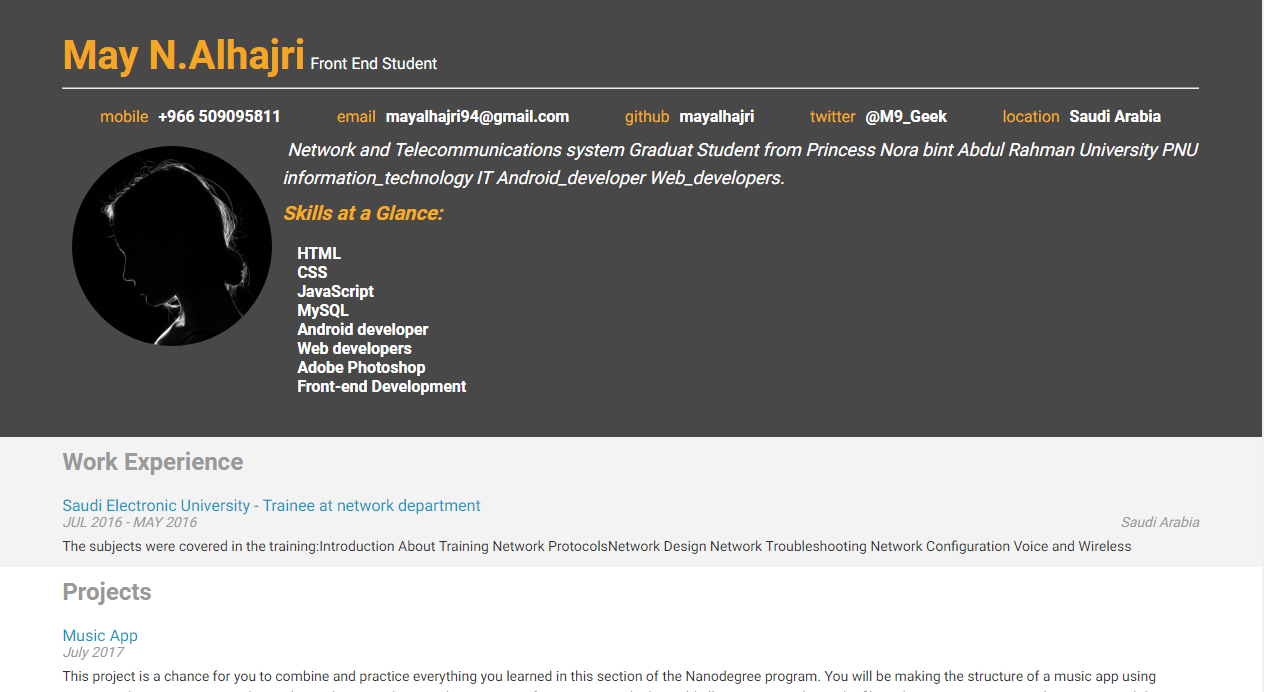 May N.Alhajri Front End Student
mobile +966 509095811 email mayalhajri94@gmail.com github mayalhajri twitter @M9_Geek location Saudi Arabia
Network and Telecommunications system Graduat Student from Princess Nora bint Abdul Rahman University PNU
information_technology IT Android_developer Web_developers.
Skills at a Glance:
HTML
CSS
JavaScript
MySQL
Android developer
Web developers
Adobe Photoshop
Front-end Development
Work Experience
Saudi Electronic University - Trainee at network department
JUL 2016 - MAY 2016 Saudi Arabia
The subjects were covered in the training:Introduction About Training Network ProtocolsNetwork Design Network Troubleshooting Network Configuration Voice and Wireless
Projects
Music App
July 2017
This project is a chance for you to combine and practice everything you learned in this section of the Nanodegree program. You will be making the structure of a music app using